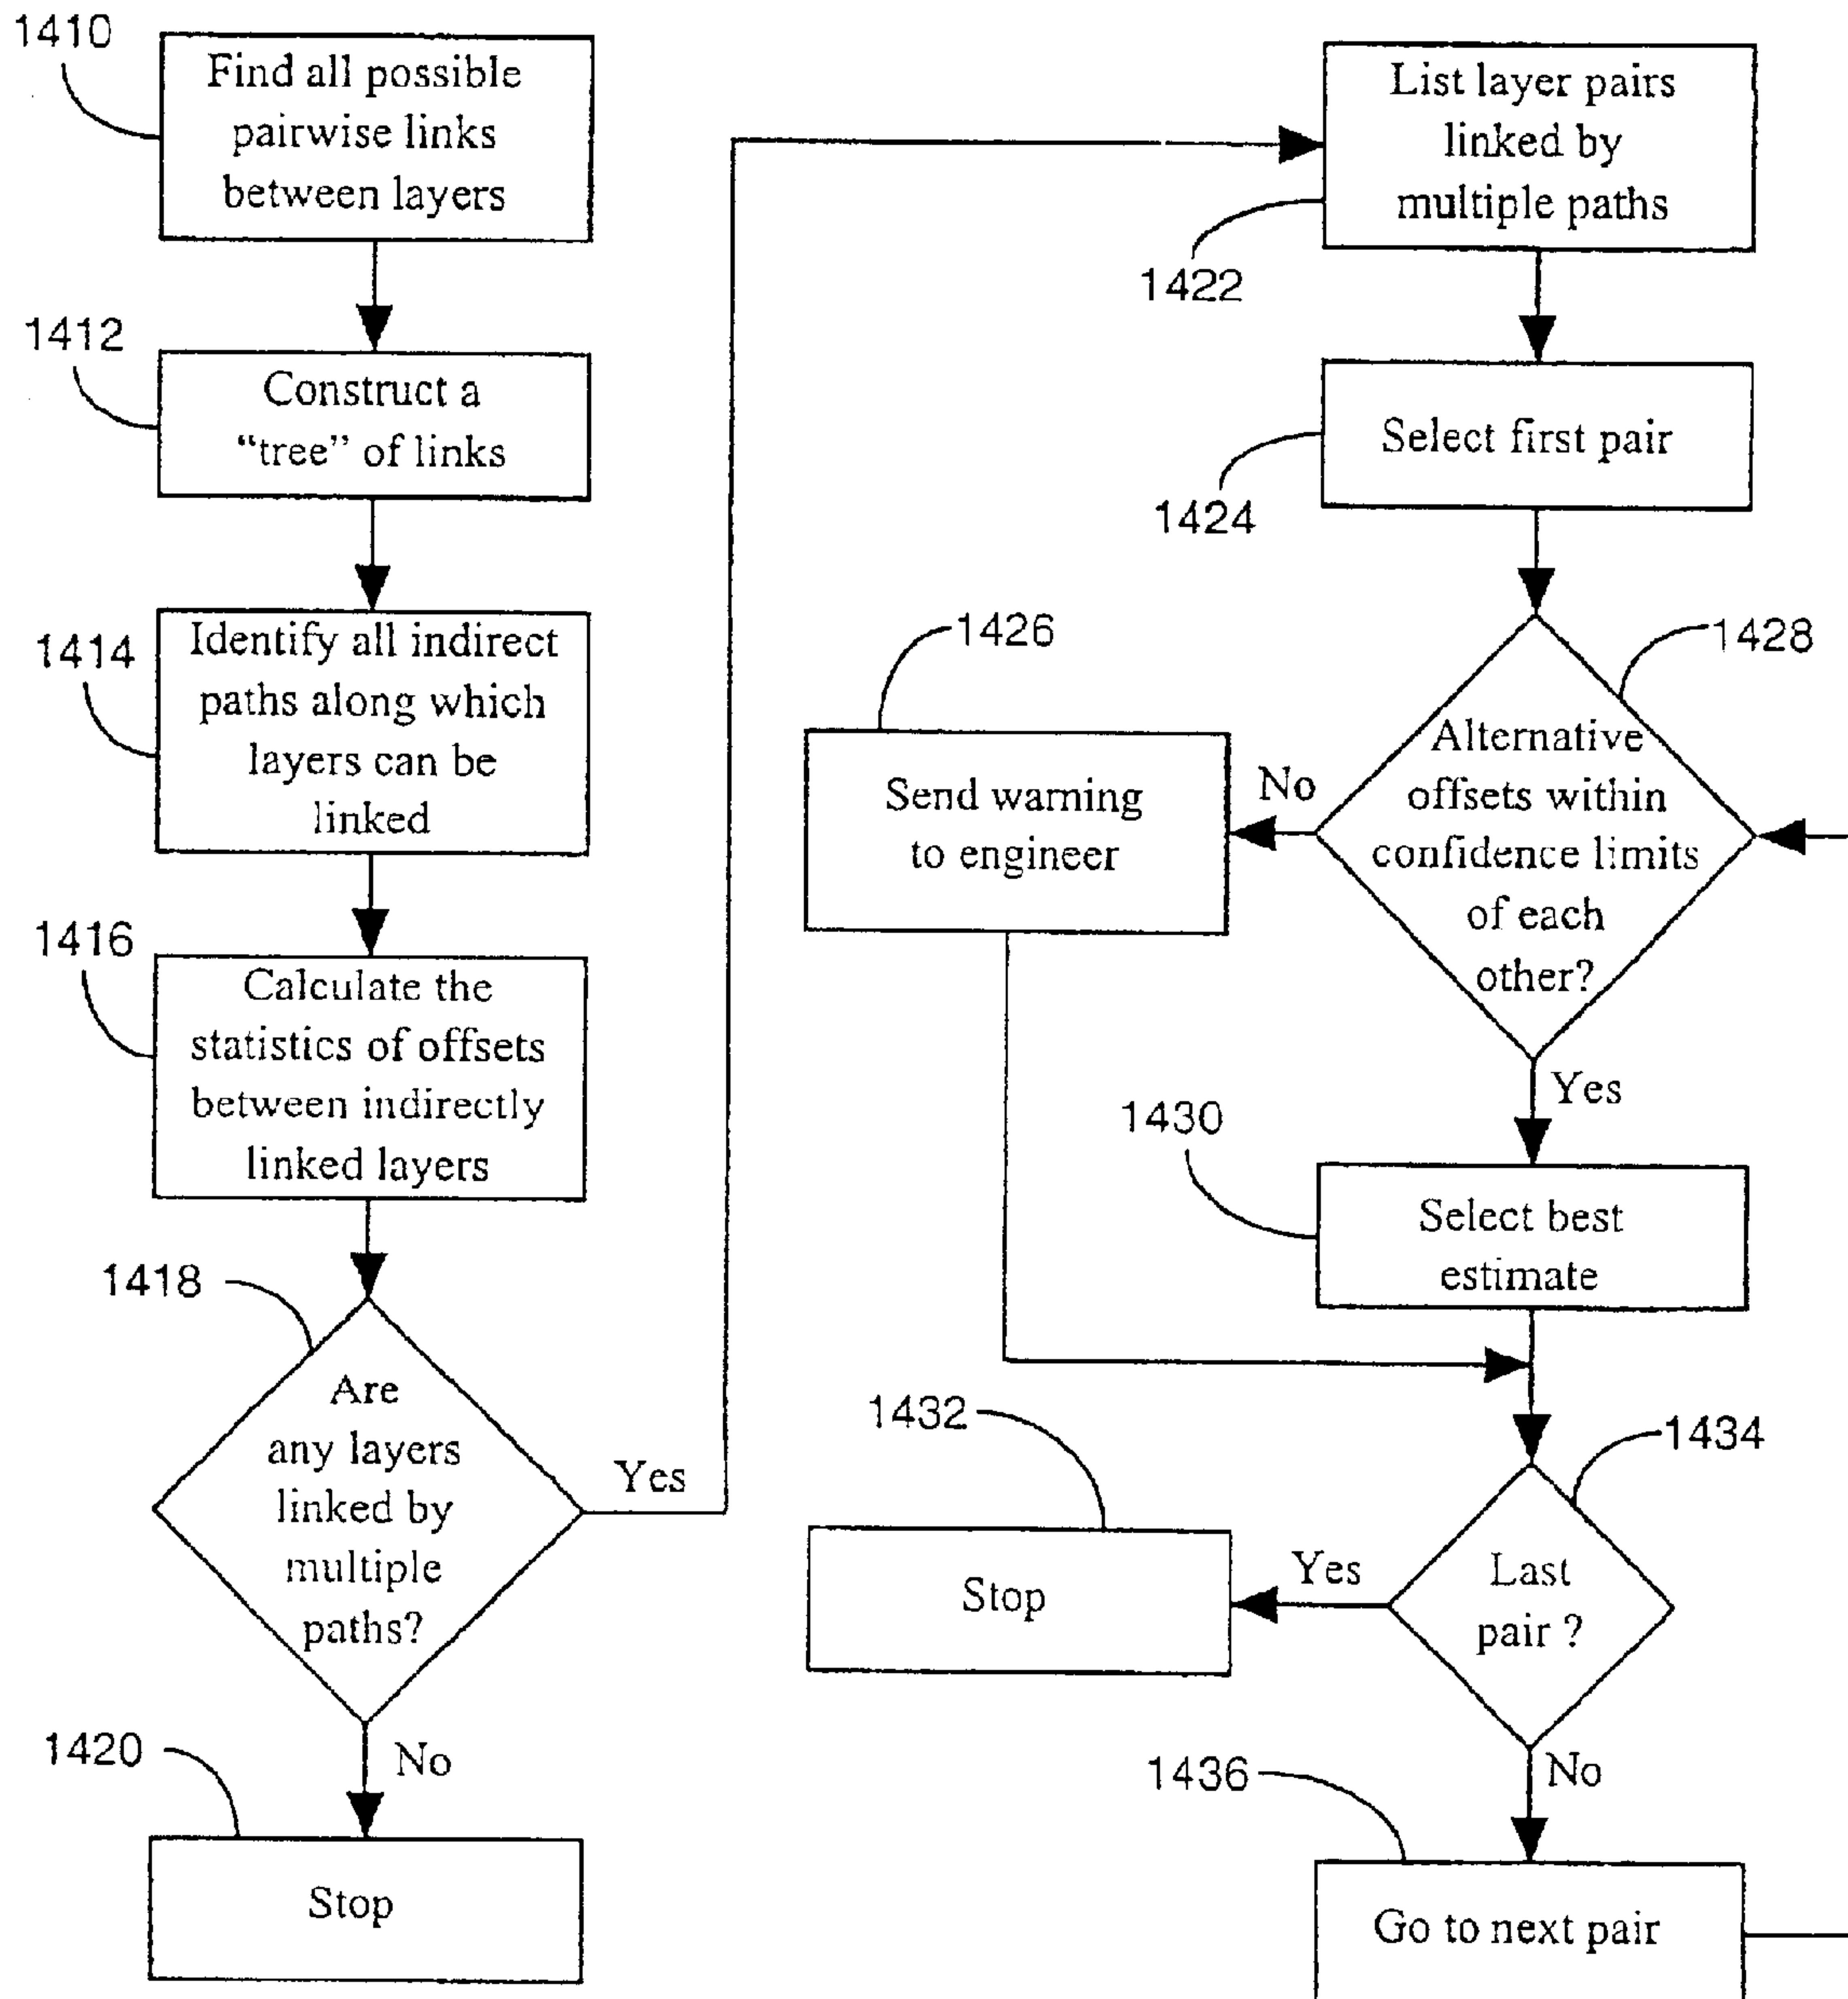 1410
Find all possible
pairwise links
between layers
1412
Construct a
“tree” of links
1414
Identify all indirect
paths along which
layers can be
linked
1416
Calculate the
statistics of offsets
between indirectly
linked layers
1418
Are
any layers
linked by
multiple
paths?
Yes
No
1420
Stop
List layer pairs
linked by
multiple paths
1422
Select first pair
1424
1426
Send warning
to engineer
1428
Alternative
offsets within
confidence limits
of each
other?
No
Yes
1430
Select best
estimate
1432
Stop
1434
Last
pair ?
Yes
No
1436
Go to next pair